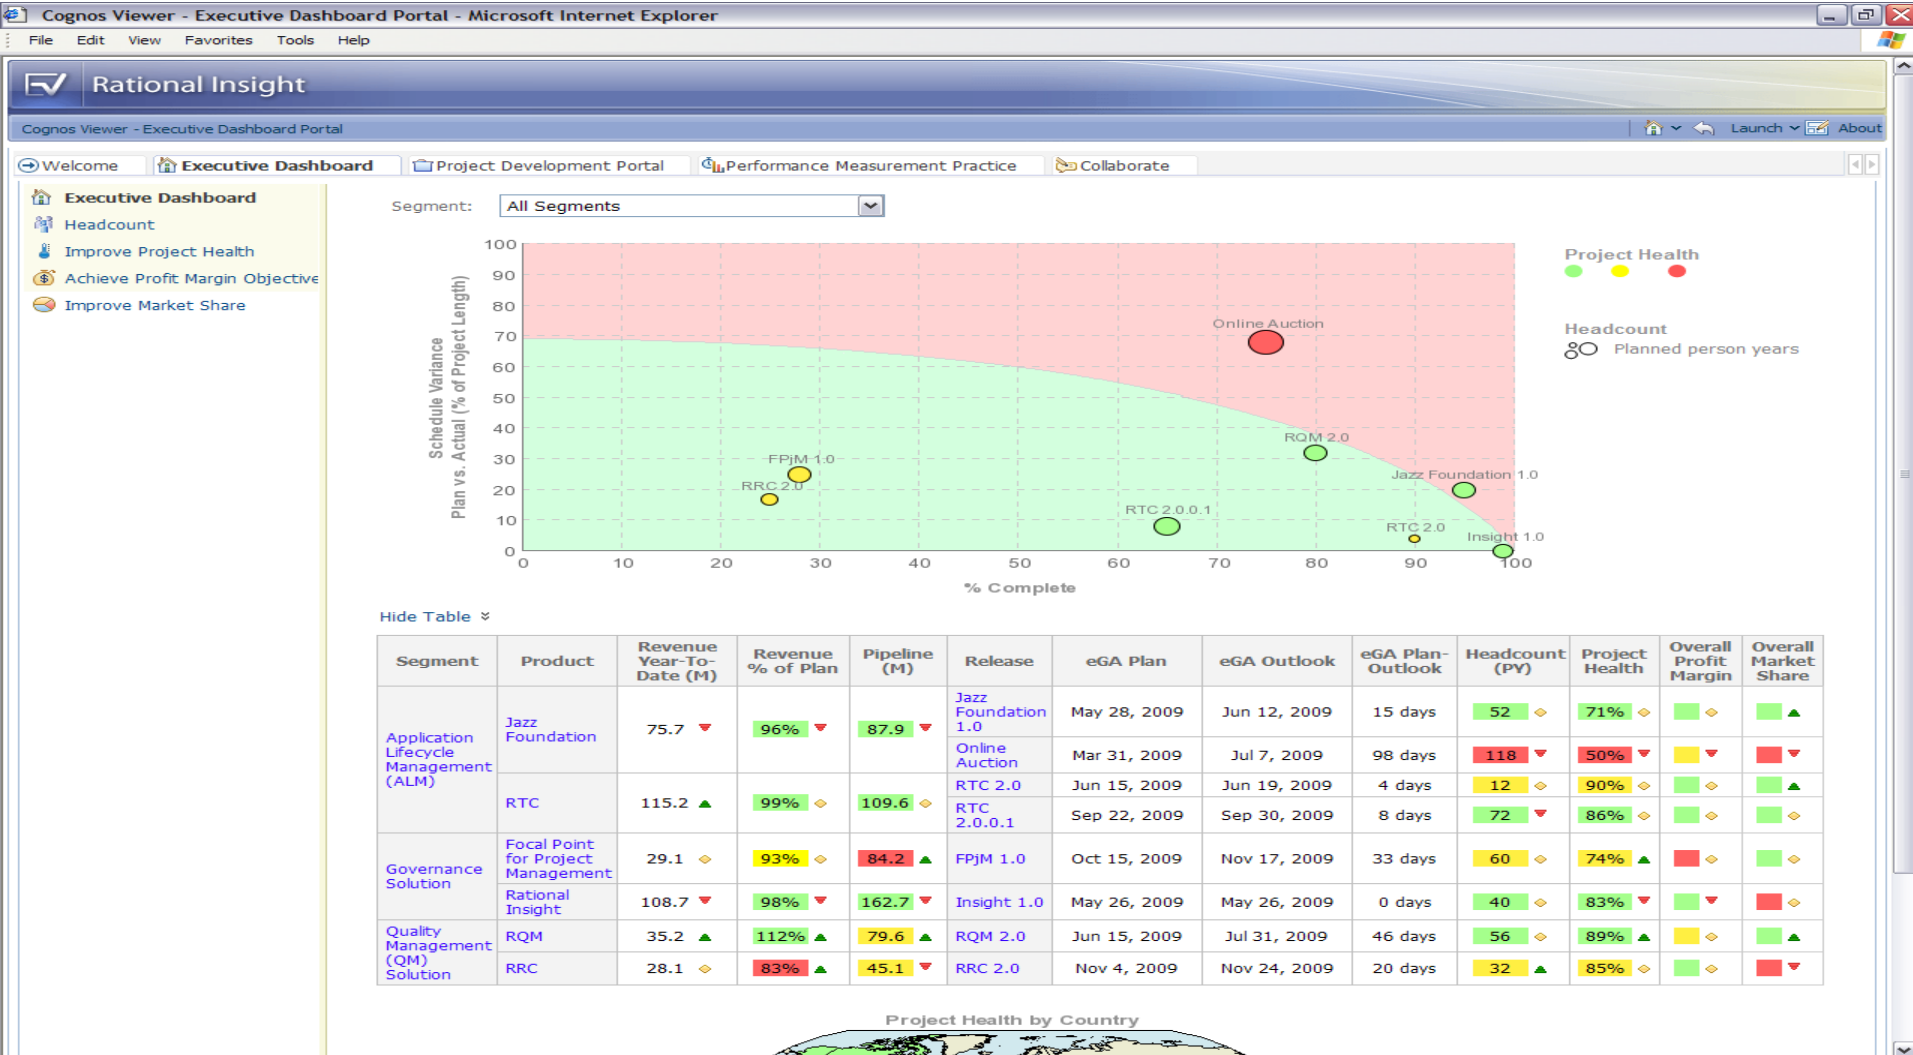 Cognos Viewer - Executive Dashboard Portal - Microsoft Internet Explorer
File Edit View Favorites Tools Help
Rational Insight
Cognos Viewer - Executive Dashboard Portal
Launch About
Welcome Executive Dashboard Project Development Portal Performance Measurement Practice Collaborate
Executive Dashboard
Headcount
Improve Project Health
Achieve Profit Margin Objective
Improve Market Share
Segment: All Segments
Schedule Variance
Plan vs. Actual (% of Project Length)
100
90
80
70
60
50
40
30
20
10
0
Online Auction
RQM 2.0
FPjM 1.0
Jazz Foundation 1.0
RRC 2.0
RTC 2.0.0.1
RTC 2.0
Insight 1.0
0 10 20 30 40 50 60 70 80 90 100
% Complete
Project Health
Headcount
Planned person years
Hide Table
Segment Product Revenue Year-To-Date (M) Revenue % of Plan Pipeline (M) Release eGA Plan eGA Outlook eGA Plan-Outlook Headcount (PY) Project Health Overall Profit Margin Overall Market Share
Application Lifecycle Management (ALM) Jazz Foundation 75.7 96% 87.9 Jazz Foundation 1.0 May 28, 2009 Jun 12, 2009 15 days 52 71%
Online Auction Mar 31, 2009 Jul 7, 2009 98 days 118 50%
RTC 115.2 99% 109.6 RTC 2.0 Jun 15, 2009 Jun 19, 2009 4 days 12 90%
RTC 2.0.0.1 Sep 22, 2009 Sep 30, 2009 8 days 72 86%
Governance Solution Focal Point for Project Management 29.1 93% 84.2 FPjM 1.0 Oct 15, 2009 Nov 17, 2009 33 days 60 74%
Rational Insight 108.7 98% 162.7 Insight 1.0 May 26, 2009 May 26, 2009 0 days 40 83%
Quality Management (QM) Solution RQM 35.2 112% 79.6 RQM 2.0 Jun 15, 2009 Jul 31, 2009 46 days 56 89%
RRC 28.1 83% 45.1 RRC 2.0 Nov 4, 2009 Nov 24, 2009 20 days 32 85%
Project Health by Country